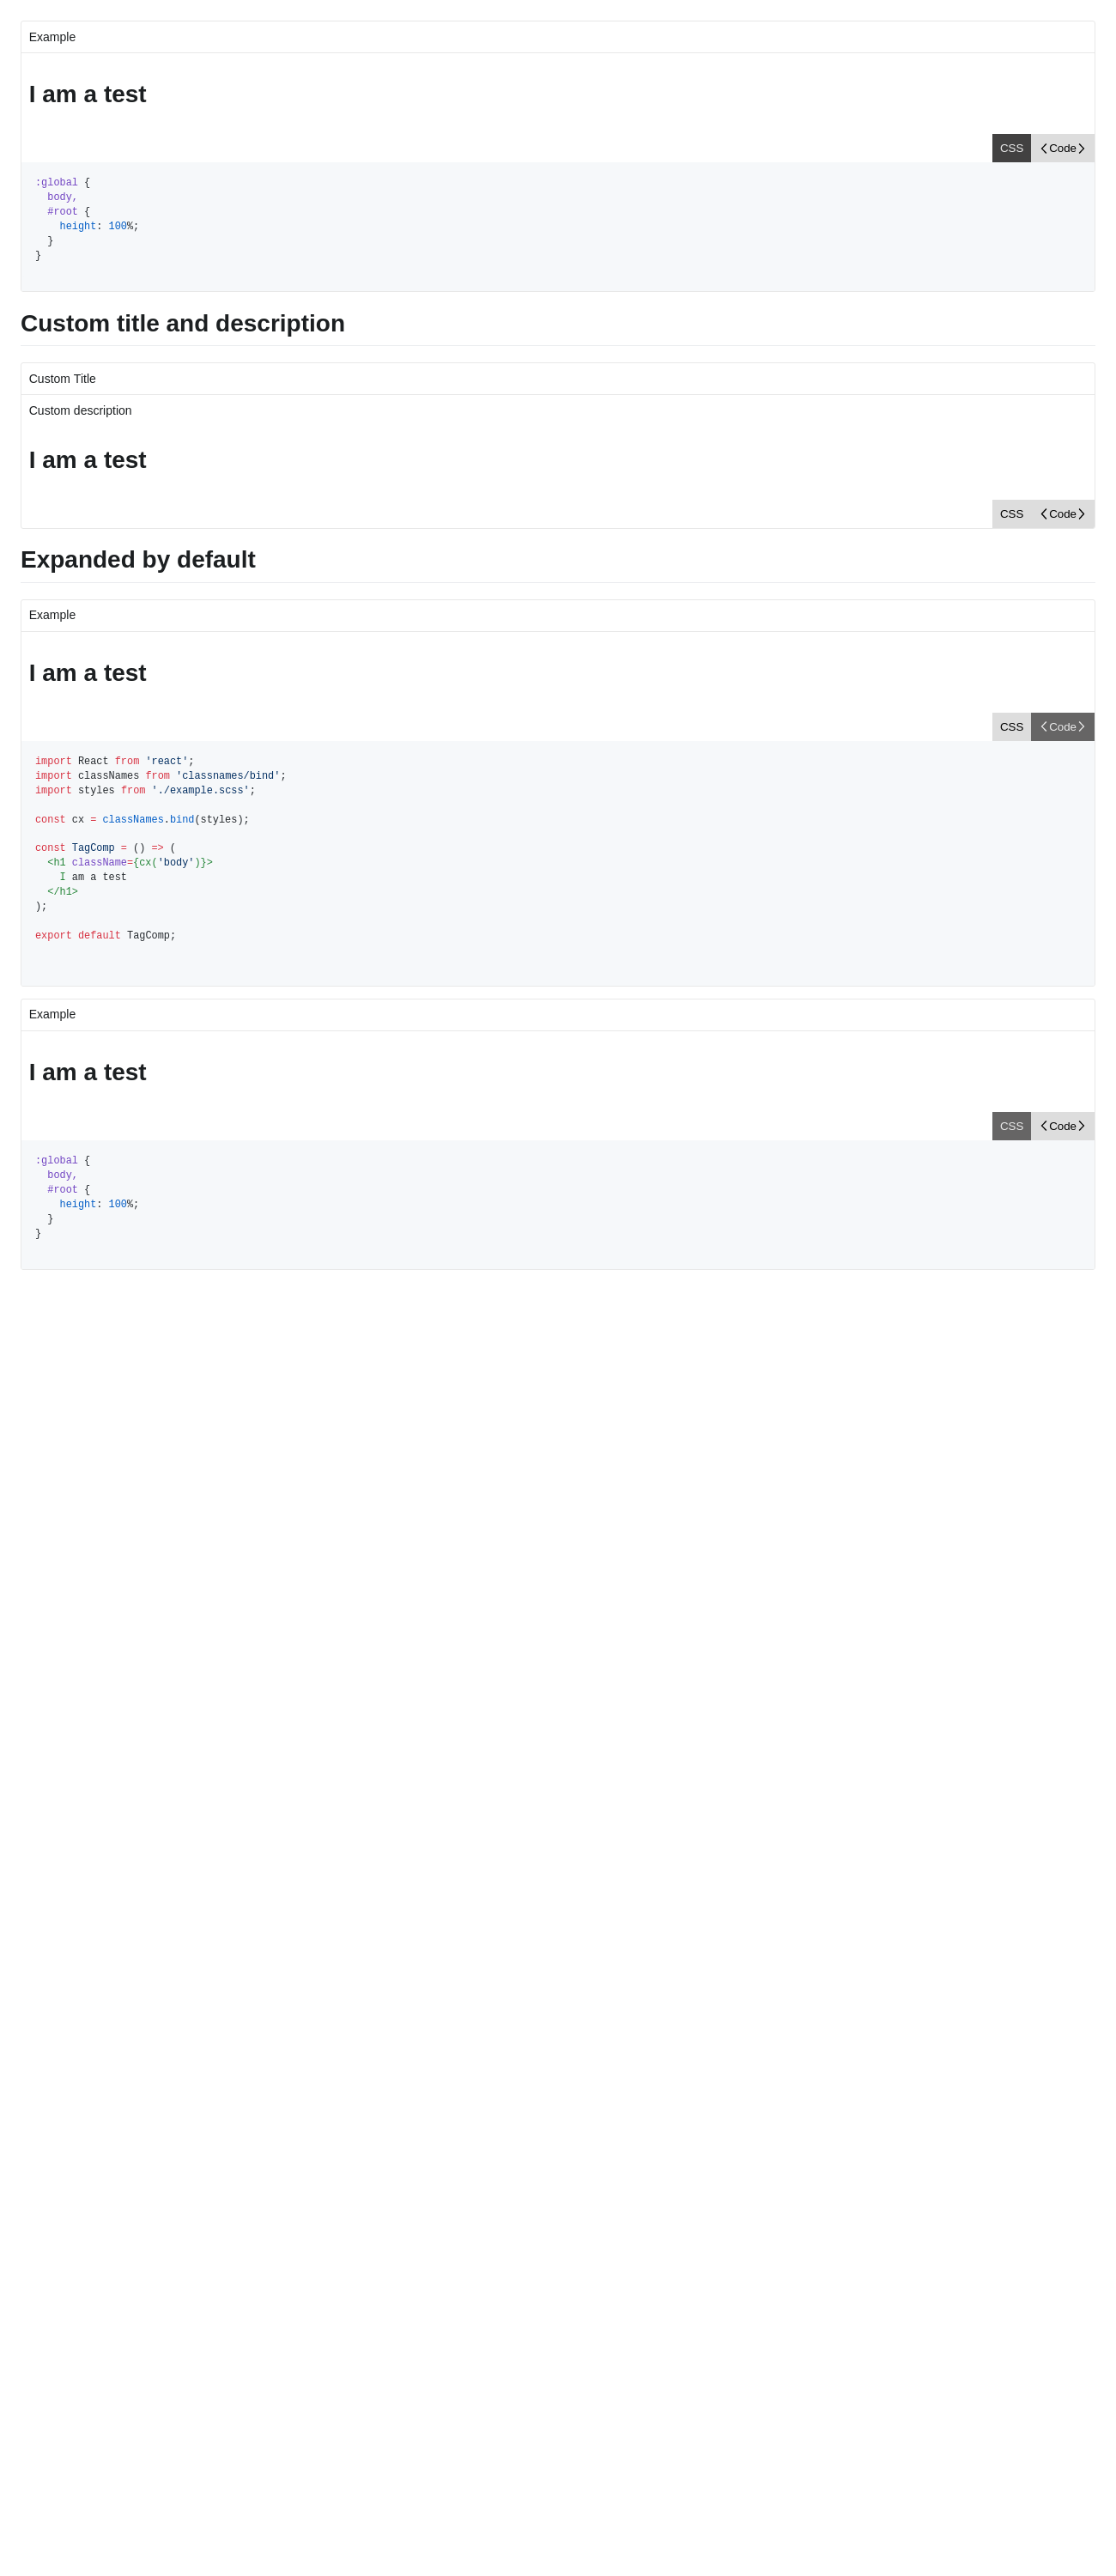 Example
I am a test
CSS <Code>
:global {
  body,
  #root {
    height: 100%;
  }
}
Custom title and description
Custom Title
Custom description
I am a test
CSS <Code>
Expanded by default
Example
I am a test
CSS <Code>
import React from 'react';
import classNames from 'classnames/bind';
import styles from './example.scss';
const cx = classNames.bind(styles);
const TagComp = () => (
  <h1 className={cx('body')}>
    I am a test
  </h1>
);
export default TagComp;
Example
I am a test
CSS <Code>
:global {
  body,
  #root {
    height: 100%;
  }
}